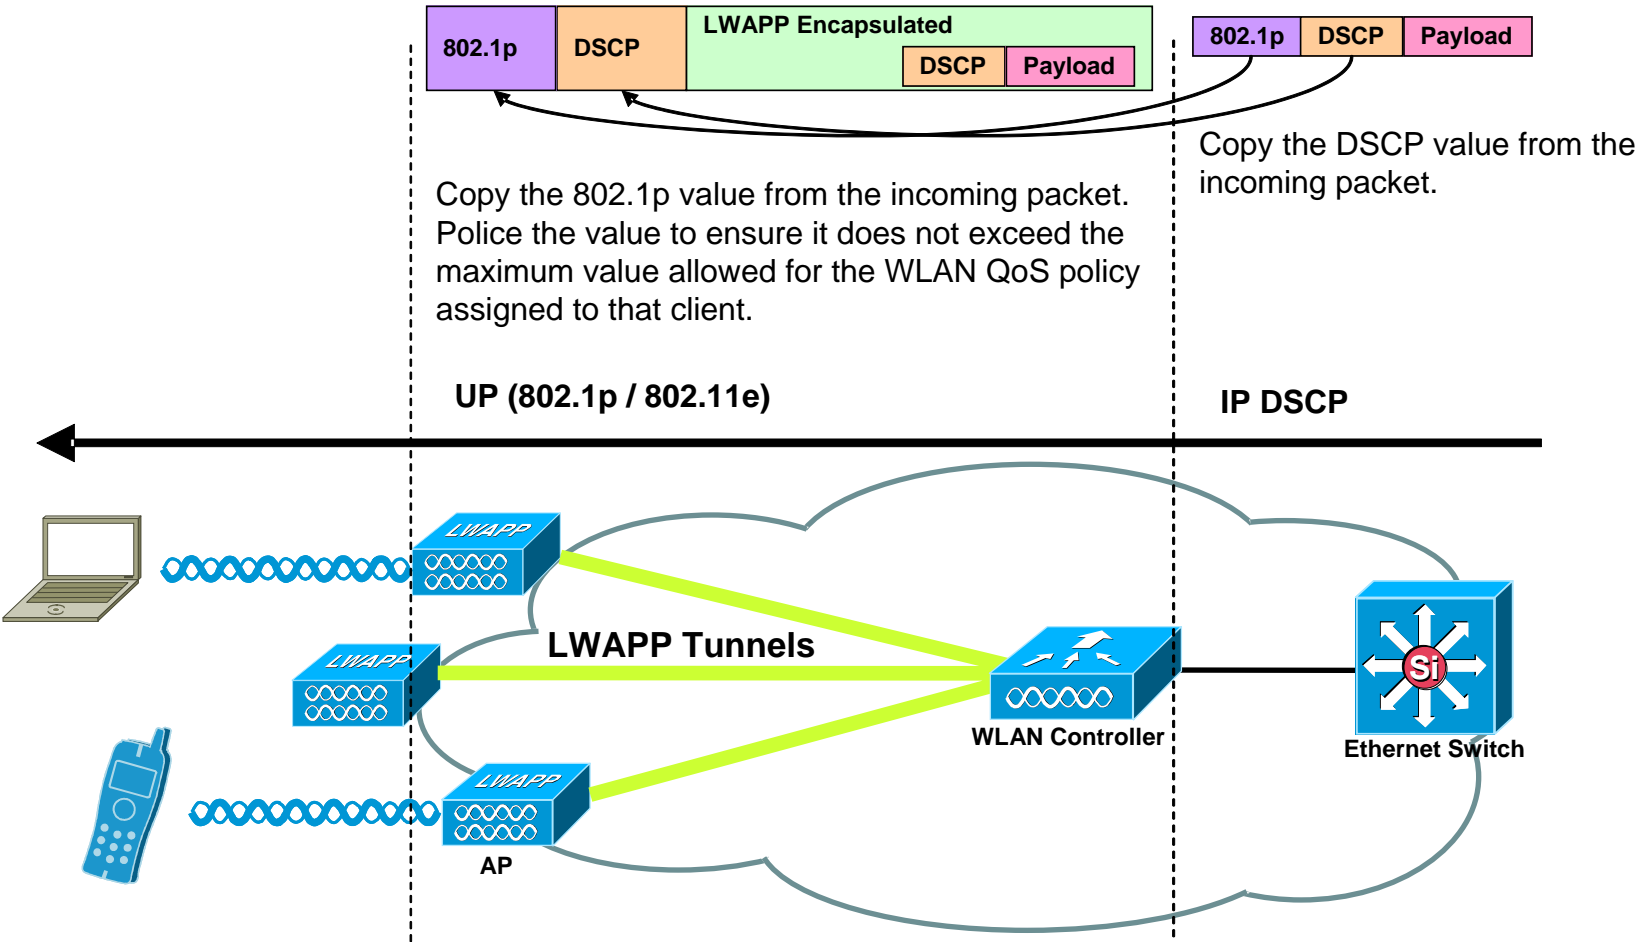 LWAPP Encapsulated
802.1p DSCP
DSCP Payload
802.1p DSCP Payload
Copy the DSCP value from the
incoming packet.
Copy the 802.1p value from the incoming packet.
Police the value to ensure it does not exceed the
maximum value allowed for the WLAN QoS policy
assigned to that client.
UP (802.1p / 802.11e)
IP DSCP
LWAPP
LWAPP Tunnels
LWAPP
Si
WLAN Controller
Ethernet Switch
LWAPP
AP